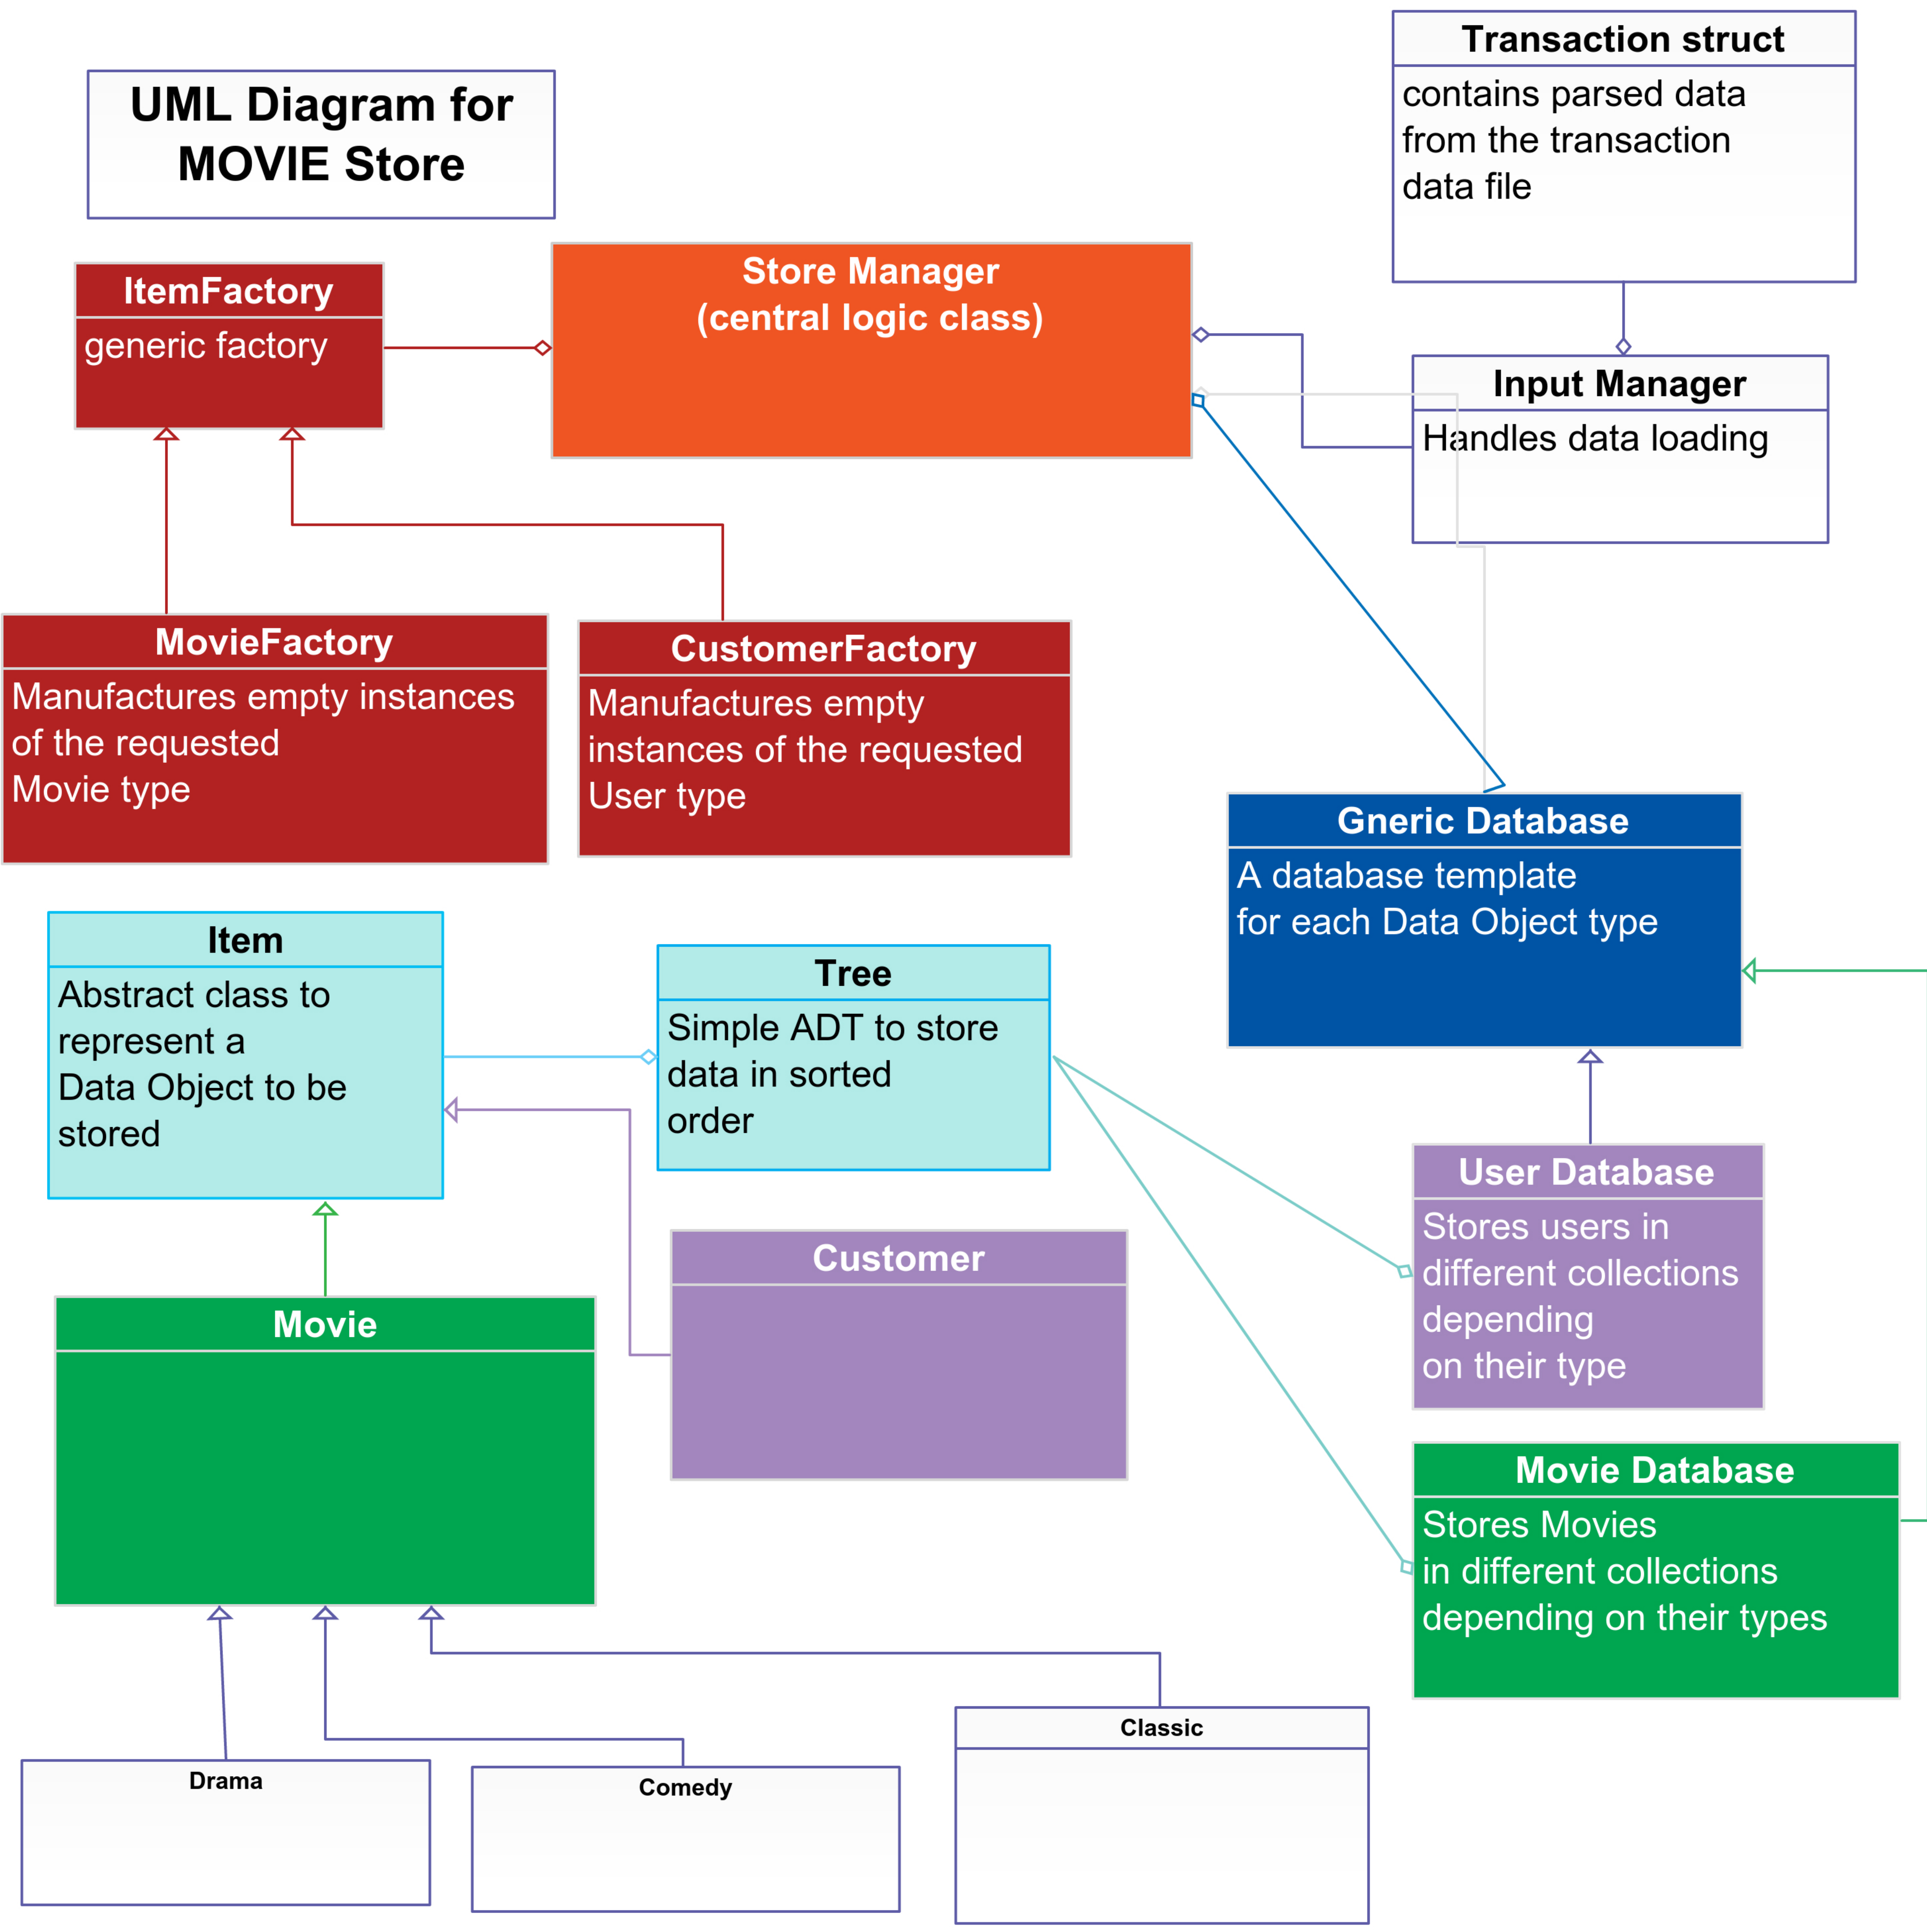 UML Diagram for
MOVIE Store
Transaction struct
contains parsed data
from the transaction
data file
ItemFactory
generic factory
Store Manager
(central logic class)
Input Manager
Handles data loading
MovieFactory
Manufactures empty instances
of the requested
Movie type
CustomerFactory
Manufactures empty
instances of the requested
User type
Gneric Database
A database template
for each Data Object type
Item
Abstract class to
represent a
Data Object to be
stored
Tree
Simple ADT to store
data in sorted
order
User Database
Stores users in
different collections
depending
on their type
Customer
Movie
Movie Database
Stores Movies
in different collections
depending on their types
Drama
Comedy
Classic